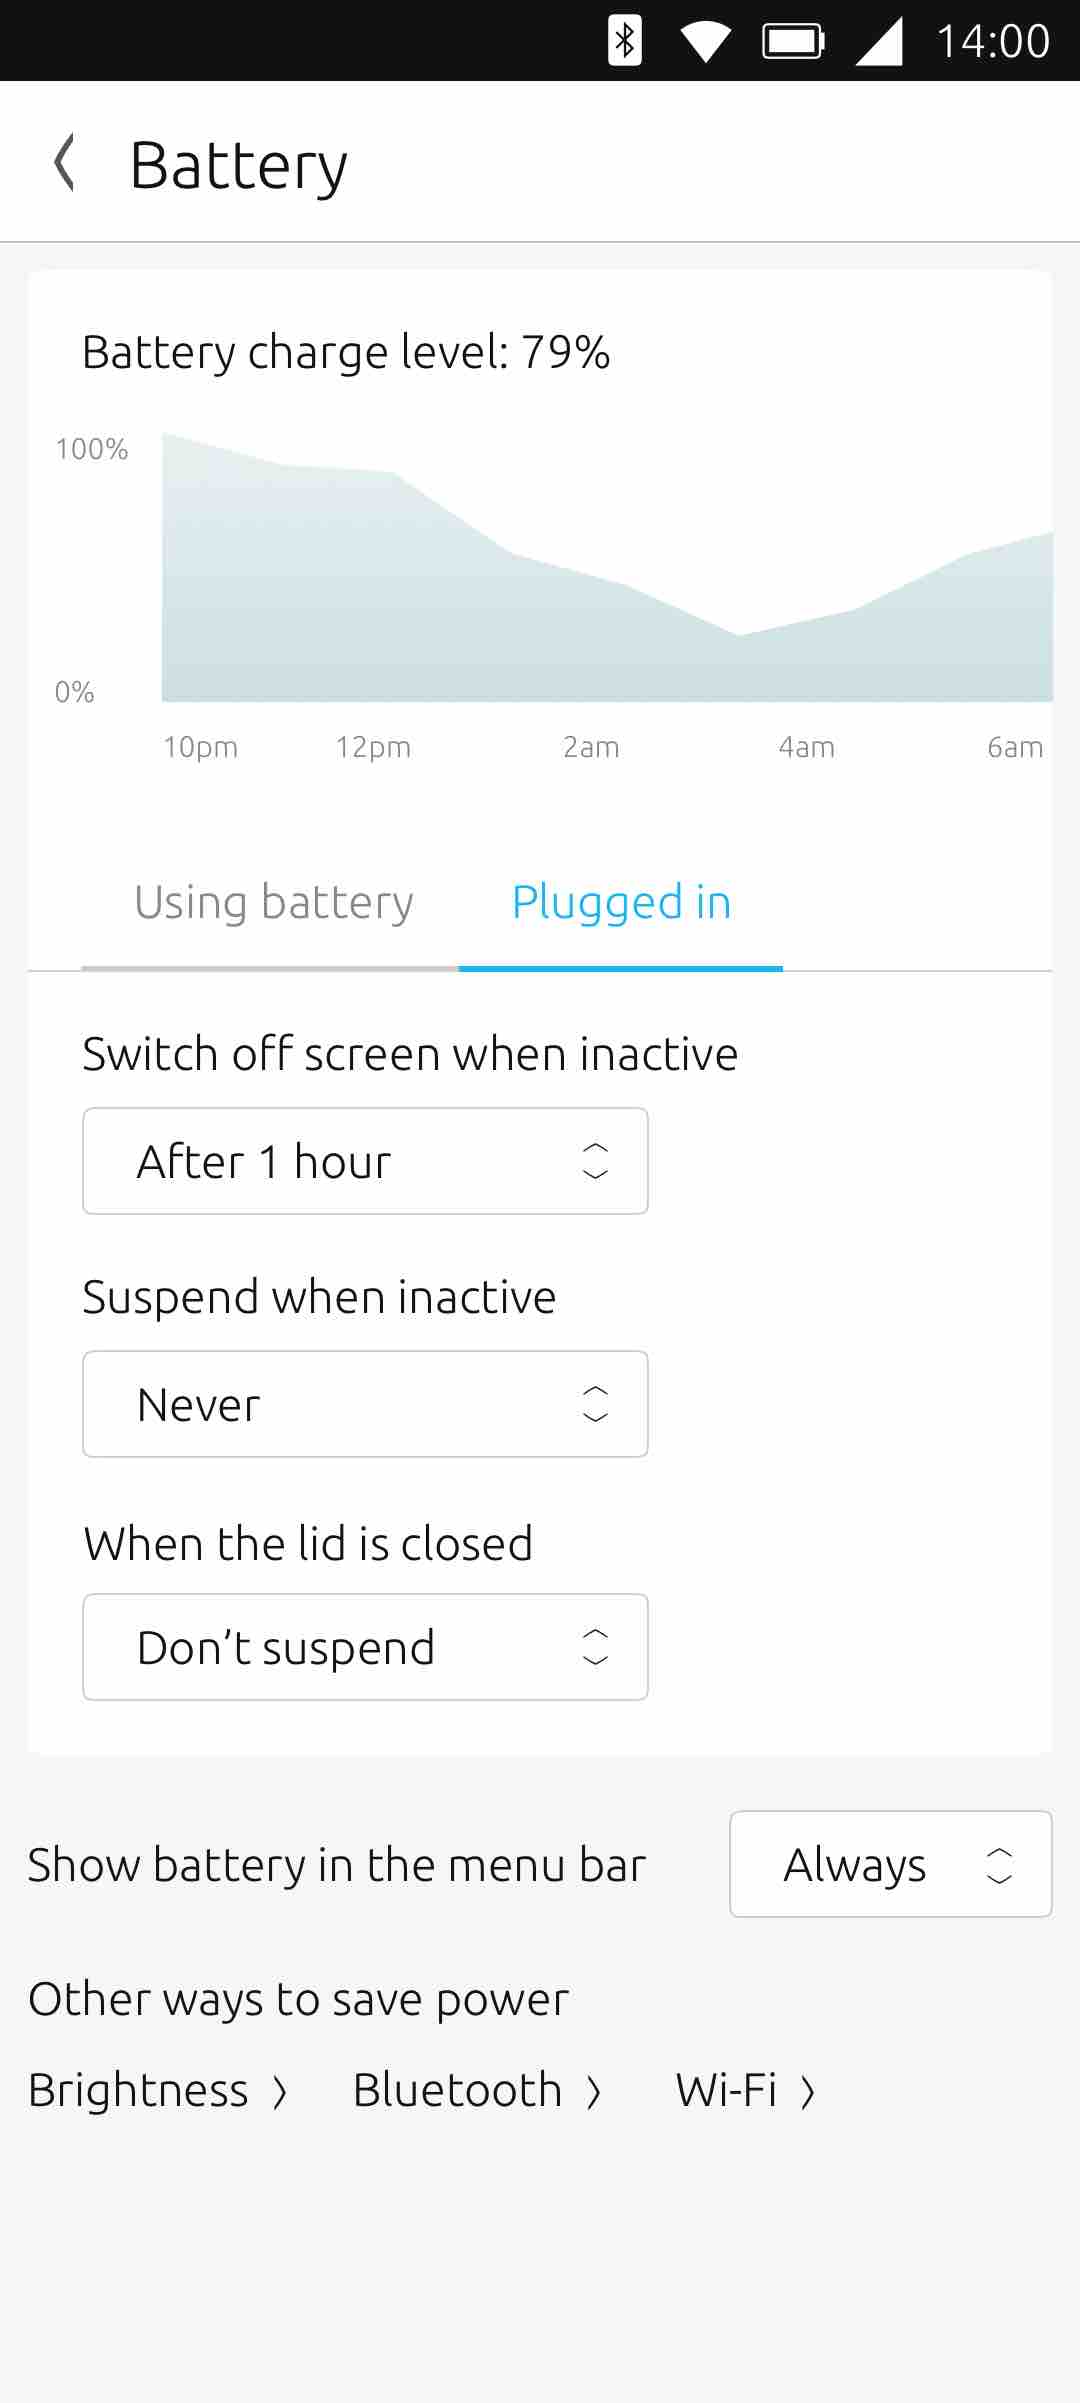 14:00
Battery
Battery charge level: 79%
100%
0%
10pm 12pm 2am 4am 6am
Using battery Plugged in
Switch off screen when inactive
After 1 hour
Suspend when inactive
Never
When the lid is closed
Don’t suspend
Show battery in the menu bar Always
Other ways to save power
Brightness Bluetooth Wi-Fi